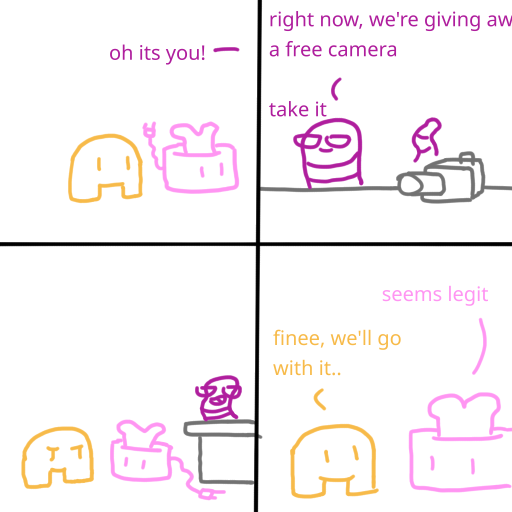 oh its you!
right now, we're giving aw
a free camera
take it
seems legit
finee, we'll go
with it..